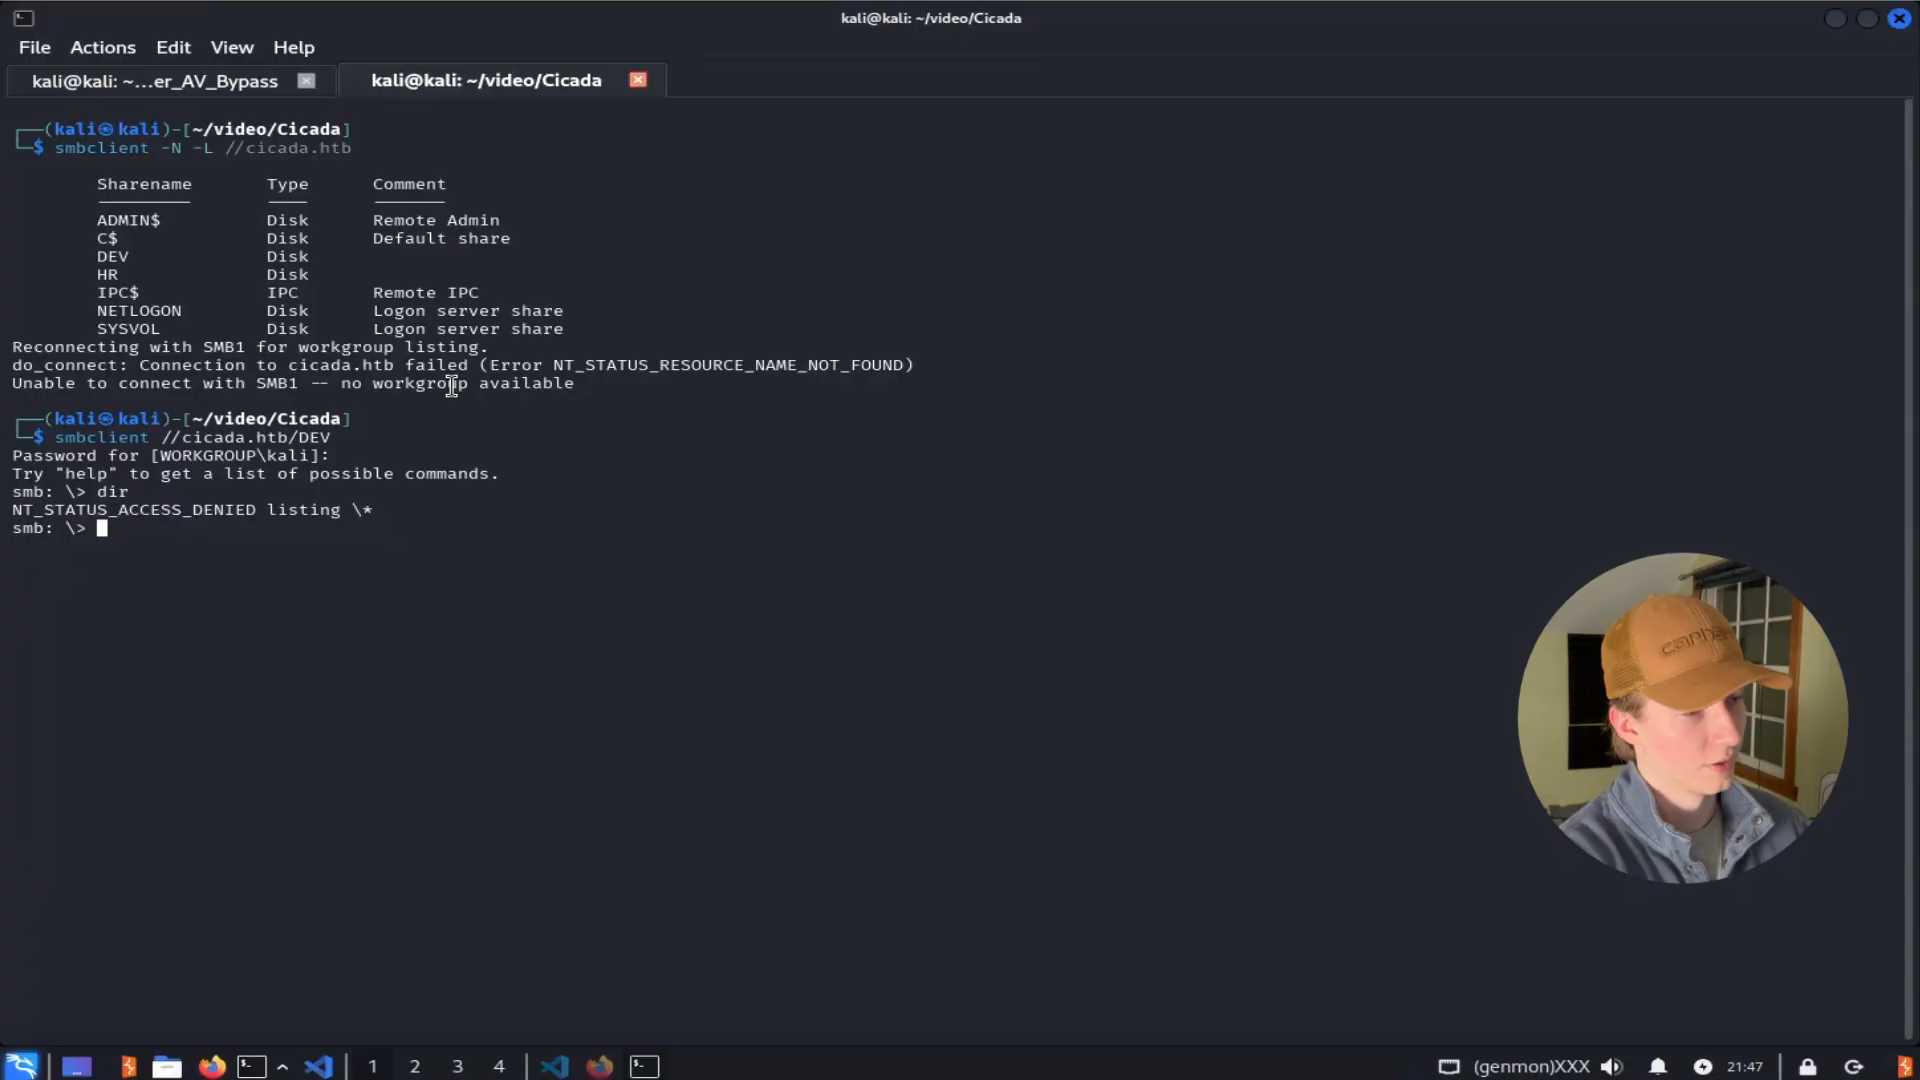 kali@kali: ~/video/Cicada
File Actions Edit View Help
kali@kali: ~...er_AV_Bypass
kali@kali: ~/video/Cicada
(kali㉿kali)-[~/video/Cicada]
$ smbclient -N -L //cicada.htb
Sharename Type Comment
ADMIN$ Disk Remote Admin
C$ Disk Default share
DEV Disk
HR Disk
IPC$ IPC Remote IPC
NETLOGON Disk Logon server share
SYSVOL Disk Logon server share
Reconnecting with SMB1 for workgroup listing.
do_connect: Connection to cicada.htb failed (Error NT_STATUS_RESOURCE_NAME_NOT_FOUND)
Unable to connect with SMB1 -- no workgroup available
(kali㉿kali)-[~/video/Cicada]
$ smbclient //cicada.htb/DEV
Password for [WORKGROUP\kali]:
Try "help" to get a list of possible commands.
smb: \> dir
NT_STATUS_ACCESS_DENIED listing \*
smb: \>
1 2 3 4
(genmon)XXX
21:47